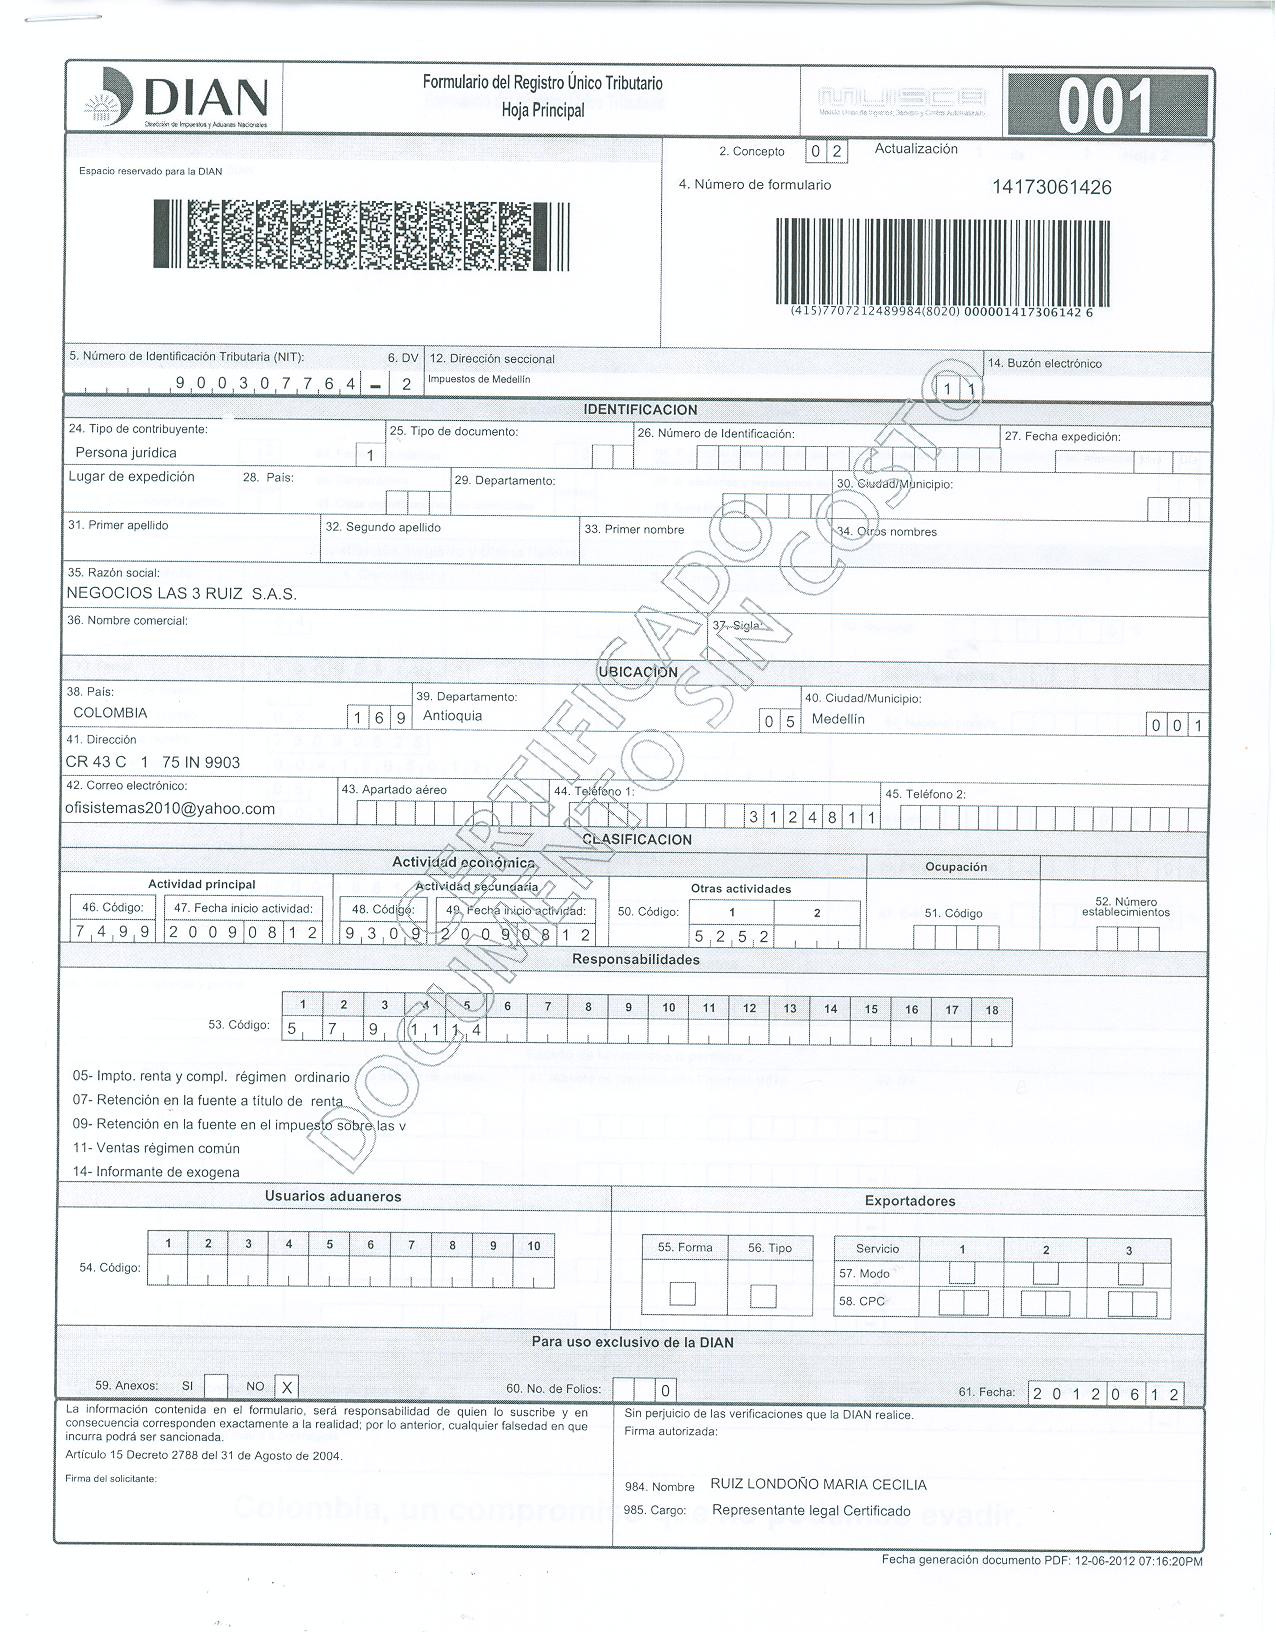 DIAN
Dirección de Impuestos y Aduanas Nacionales
Formulario del Registro Único Tributario
Hoja Principal
001
Espacio reservado para la DIAN
2. Concepto 0 2 Actualización
4. Número de formulario 14173061426
(415)7707212489984(8020) 000001417306142 6
5. Número de Identificación Tributaria (NIT): 6. DV 12. Dirección seccional 14. Buzón electrónico
9 0 0 3 0 7 7 6 4 - 2 Impuestos de Medellín 1 1
IDENTIFICACION
24. Tipo de contribuyente: 25. Tipo de documento: 26. Número de Identificación: 27. Fecha expedición:
Persona jurídica 1
Lugar de expedición 28. País: 29. Departamento: 30. Ciudad/Municipio:
31. Primer apellido 32. Segundo apellido 33. Primer nombre 34. Otros nombres
35. Razón social:
NEGOCIOS LAS 3 RUIZ S.A.S.
36. Nombre comercial: 37. Sigla:
UBICACION
38. País: 39. Departamento: 40. Ciudad/Municipio:
COLOMBIA 1 6 9 Antioquia 0 5 Medellín 0 0 1
41. Dirección
CR 43 C 1 75 IN 9903
42. Correo electrónico: 43. Apartado aéreo 44. Teléfono 1: 45. Teléfono 2:
ofisistemas2010@yahoo.com 3 1 2 4 8 1 1
CLASIFICACION
Actividad económica Ocupación
Actividad principal Actividad secundaria Otras actividades 52. Número establecimientos
46. Código: 47. Fecha inicio actividad: 48. Código: 49. Fecha inicio actividad: 50. Código: 1 2 51. Código
7 4 9 9 2 0 0 9 0 8 1 2 9 3 0 9 2 0 0 9 0 8 1 2 5 2 5 2
Responsabilidades
1 2 3 4 5 6 7 8 9 10 11 12 13 14 15 16 17 18
53. Código: 5 7 9 1 1 1 4
05- Impto. renta y compl. régimen ordinario
07- Retención en la fuente a título de renta
09- Retención en la fuente en el impuesto sobre las v
11- Ventas régimen común
14- Informante de exogena
CERTIFICADO
DOCUMENTO SIN COSTO
Usuarios aduaneros Exportadores
1 2 3 4 5 6 7 8 9 10 55. Forma 56. Tipo Servicio 1 2 3
54. Código: 57. Modo
58. CPC
Para uso exclusivo de la DIAN
59. Anexos: SI NO X 60. No. de Folios: 0 61. Fecha: 2 0 1 2 0 6 1 2
La información contenida en el formulario, será responsabilidad de quien lo suscribe y en
consecuencia corresponden exactamente a la realidad; por lo anterior, cualquier falsedad en que
incurra podrá ser sancionada.
Artículo 15 Decreto 2788 del 31 de Agosto de 2004.
Firma del solicitante:
Sin perjuicio de las verificaciones que la DIAN realice.
Firma autorizada:
984. Nombre RUIZ LONDOÑO MARIA CECILIA
985. Cargo: Representante legal Certificado
Fecha generación documento PDF: 12-06-2012 07:16:20PM